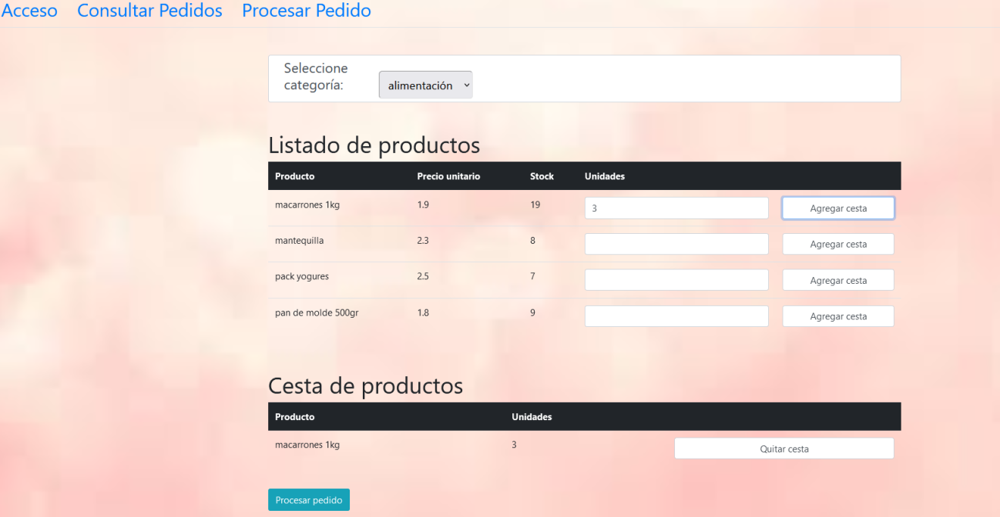 Acceso Consultar Pedidos Procesar Pedido
Seleccione
categoría:
alimentación
Listado de productos
Producto Precio unitario Stock Unidades
macarrones 1kg 1.9 19 3 Agregar cesta
mantequilla 2.3 8 Agregar cesta
pack yogures 2.5 7 Agregar cesta
pan de molde 500gr 1.8 9 Agregar cesta
Cesta de productos
Producto Unidades
macarrones 1kg 3 Quitar cesta
Procesar pedido